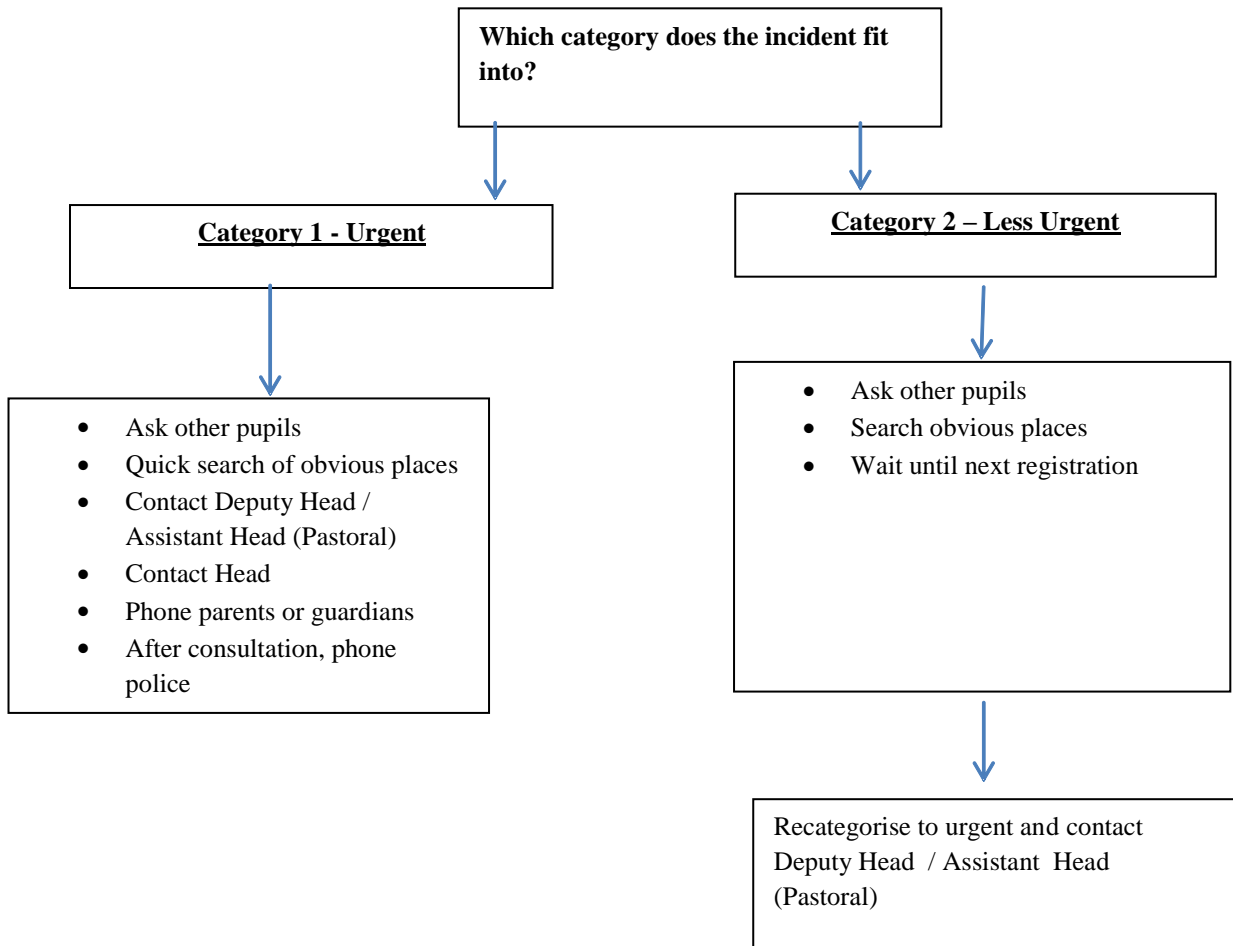 Which category does the incident fit
into?
Category 1 - Urgent
Category 2 – Less Urgent
• Ask other pupils
• Quick search of obvious places
• Contact Deputy Head /
Assistant Head (Pastoral)
• Contact Head
• Phone parents or guardians
• After consultation, phone
police
• Ask other pupils
• Search obvious places
• Wait until next registration
Recategorise to urgent and contact
Deputy Head / Assistant Head
(Pastoral)